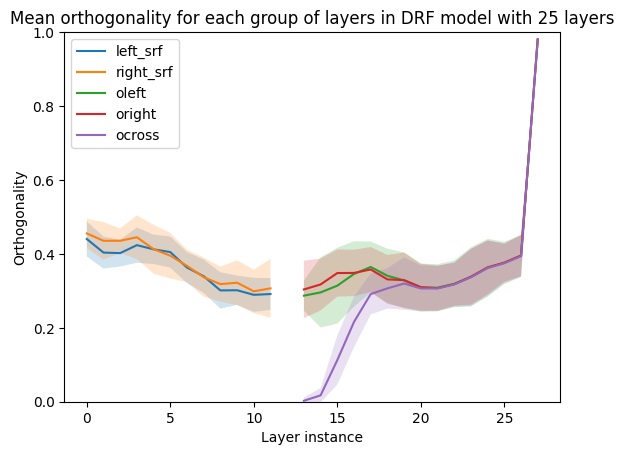 Mean orthogonality for each group of layers in DRF model with 25 layers
1.0
0.8
0.6
0.4
0.2
0.0
Orthogonality
left_srf
right_srf
oleft
oright
ocross
0 5 10 15 20 25
Layer instance